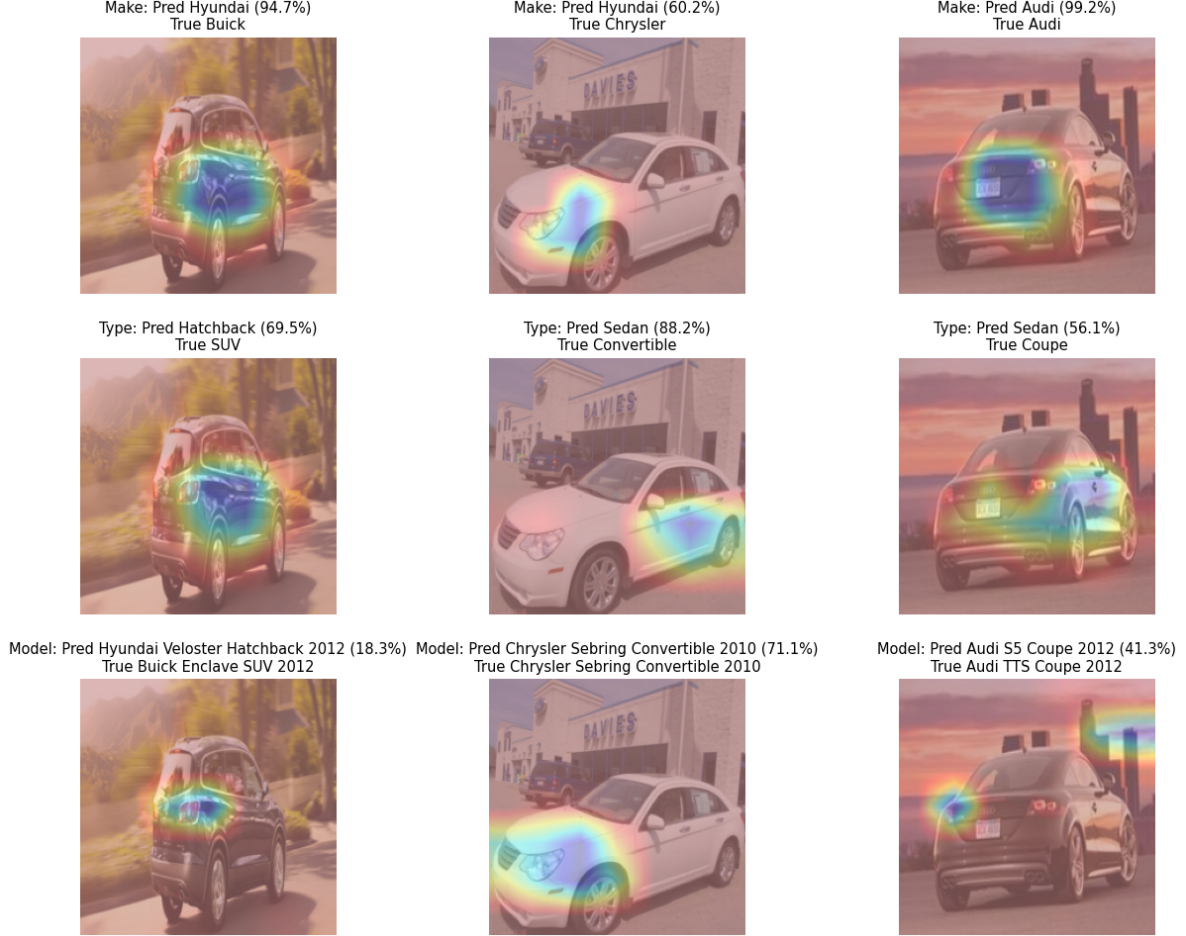 Make: Pred Hyundai (94.7%)
True Buick
Make: Pred Hyundai (60.2%)
True Chrysler
Make: Pred Audi (99.2%)
True Audi
DAVIES
Type: Pred Hatchback (69.5%)
True SUV
Type: Pred Sedan (88.2%)
True Convertible
Type: Pred Sedan (56.1%)
True Coupe
DAVIES
Model: Pred Hyundai Veloster Hatchback 2012 (18.3%)
True Buick Enclave SUV 2012
Model: Pred Chrysler Sebring Convertible 2010 (71.1%)
True Chrysler Sebring Convertible 2010
Model: Pred Audi S5 Coupe 2012 (41.3%)
True Audi TTS Coupe 2012
DAVIES